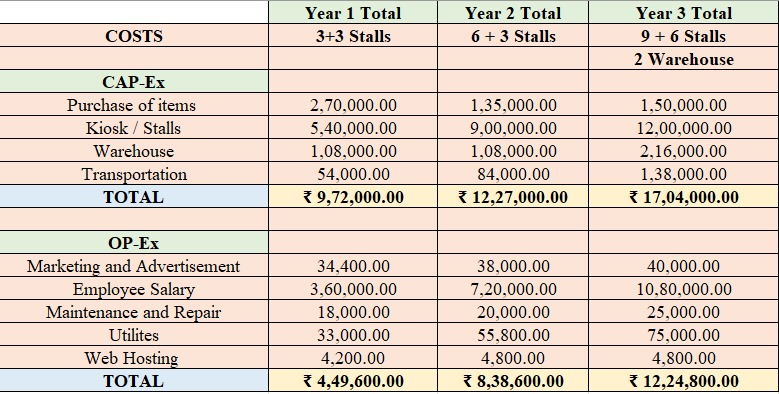 Year 1 Total Year 2 Total Year 3 Total
COSTS 3+3 Stalls 6 + 3 Stalls 9 + 6 Stalls
2 Warehouse
CAP-Ex
Purchase of items 2,70,000.00 1,35,000.00 1,50,000.00
Kiosk / Stalls 5,40,000.00 9,00,000.00 12,00,000.00
Warehouse 1,08,000.00 1,08,000.00 2,16,000.00
Transportation 54,000.00 84,000.00 1,38,000.00
TOTAL ₹ 9,72,000.00 ₹ 12,27,000.00 ₹ 17,04,000.00
OP-Ex
Marketing and Advertisement 34,400.00 38,000.00 40,000.00
Employee Salary 3,60,000.00 7,20,000.00 10,80,000.00
Maintenance and Repair 18,000.00 20,000.00 25,000.00
Utilites 33,000.00 55,800.00 75,000.00
Web Hosting 4,200.00 4,800.00 4,800.00
TOTAL ₹ 4,49,600.00 ₹ 8,38,600.00 ₹ 12,24,800.00